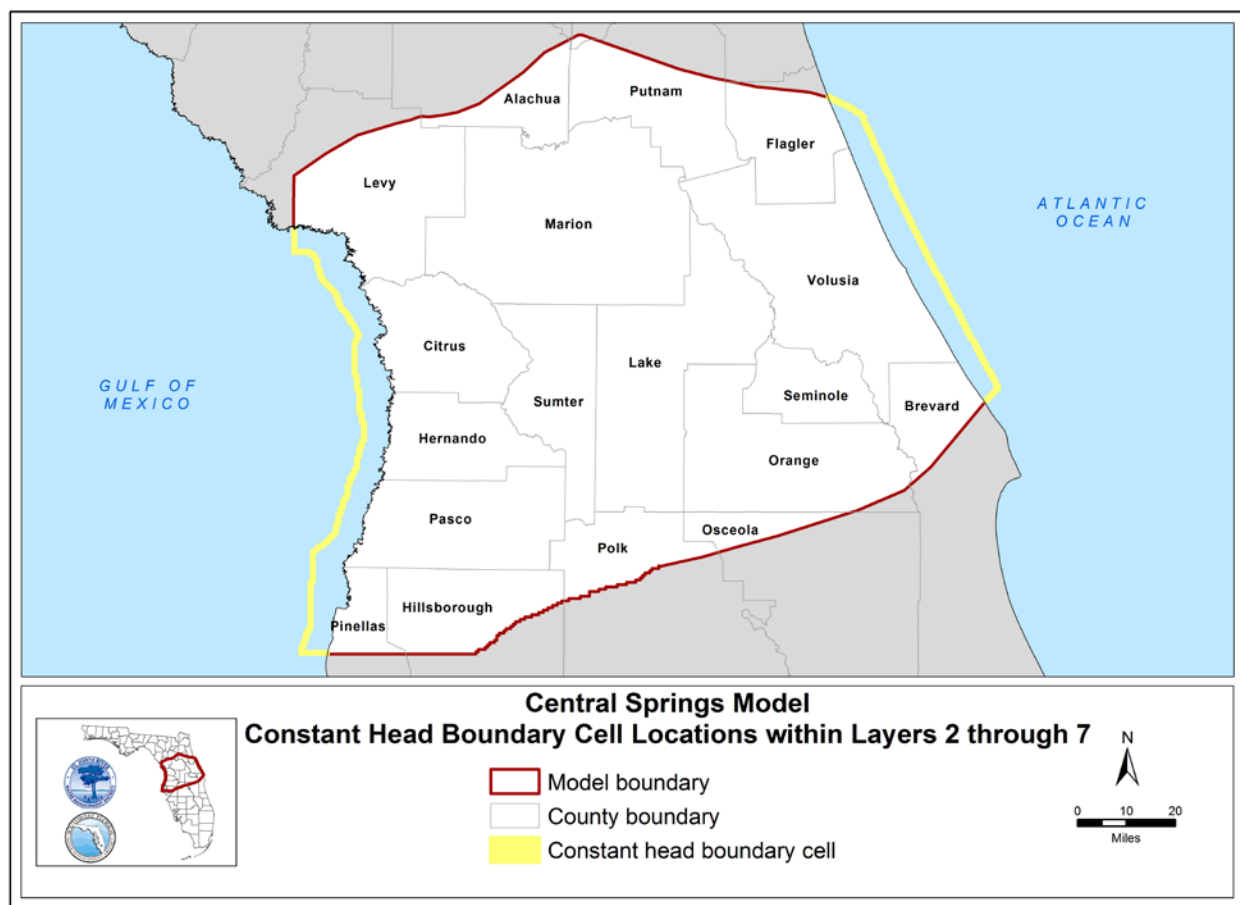 Alachua
Putnam
Flagler
Levy
Marion
ATLANTIC
OCEAN
Volusia
Citrus
Lake
GULF OF
MEXICO
Sumter
Seminole
Brevard
Hernando
Orange
Pasco
Osceola
Polk
Hillsborough
Pinellas
Central Springs Model
Constant Head Boundary Cell Locations within Layers 2 through 7
N
Model boundary
County boundary
Constant head boundary cell
0 10 20
Miles